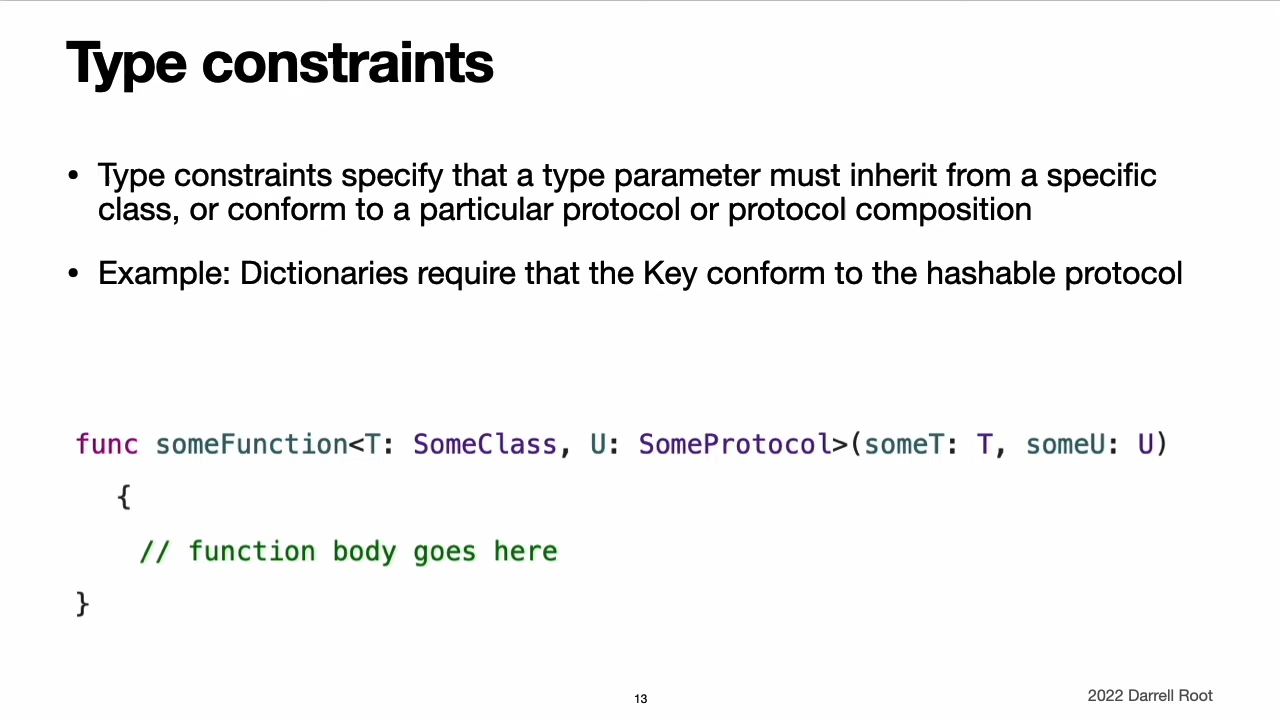 Type constraints
• Type constraints specify that a type parameter must inherit from a specific
class, or conform to a particular protocol or protocol composition
• Example: Dictionaries require that the Key conform to the hashable protocol
func someFunction<T: SomeClass, U: SomeProtocol>(someT: T, someU: U)
{
// function body goes here
}
13
2022 Darrell Root